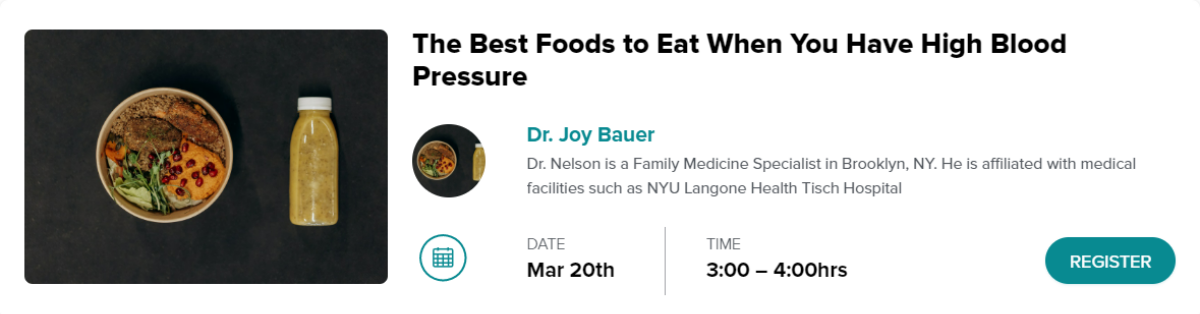 The Best Foods to Eat When You Have High Blood
Pressure
Dr. Joy Bauer
Dr. Nelson is a Family Medicine Specialist in Brooklyn, NY. He is affiliated with medical
facilities such as NYU Langone Health Tisch Hospital
DATE
Mar 20th
TIME
3:00 – 4:00hrs
REGISTER